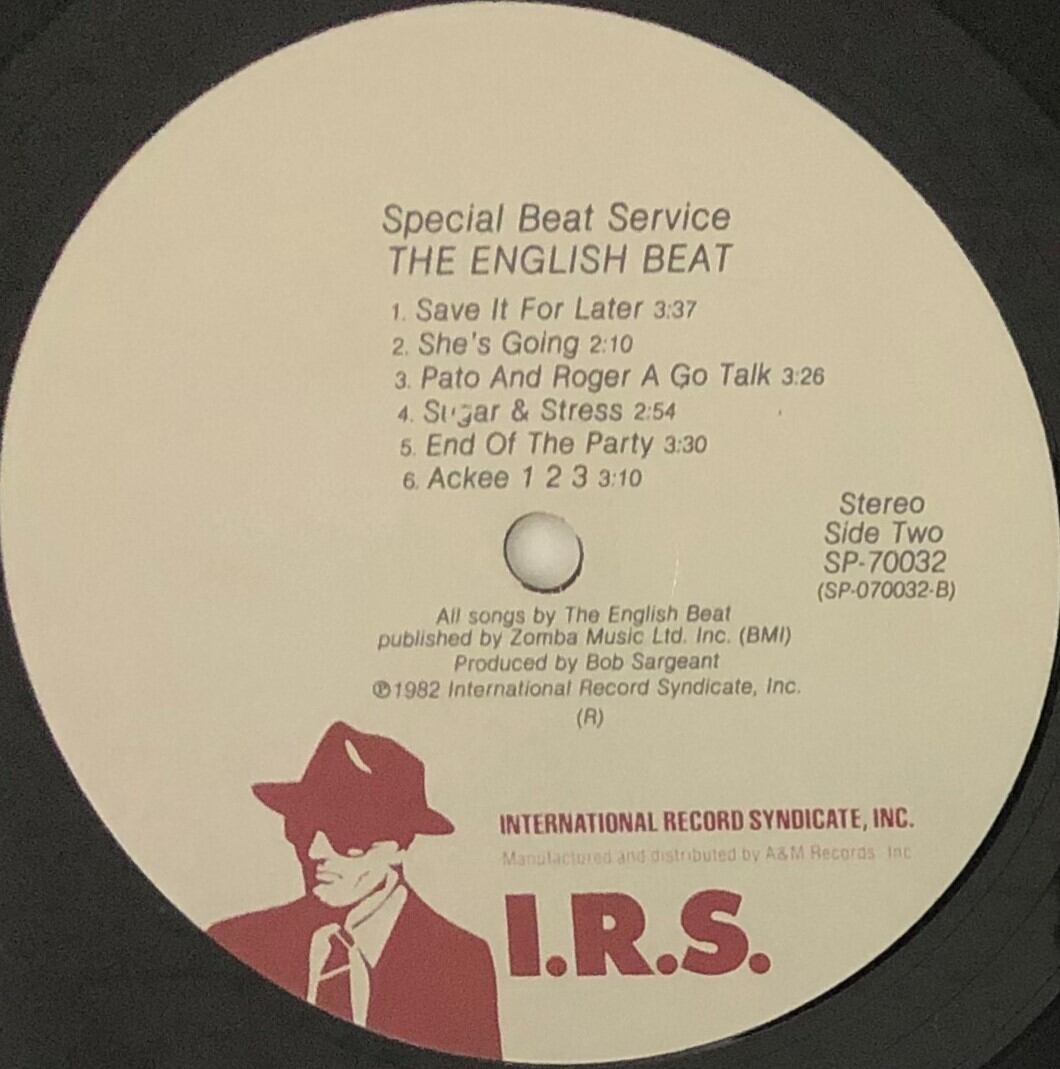 Special Beat Service
THE ENGLISH BEAT
1. Save It For Later 3:37
2. She's Going 2:10
3. Pato And Roger A Go Talk 3:26
4. Sugar & Stress 2:54
5. End Of The Party 3:30
6. Ackee 1 2 3 3:10
Stereo
Side Two
SP-70032
(SP-070032-B)
All songs by The English Beat
published by Zomba Music Ltd. Inc. (BMI)
Produced by Bob Sargeant
℗1982 International Record Syndicate, Inc.
(R)
INTERNATIONAL RECORD SYNDICATE, INC.
Manufactured and distributed by A&M Records Inc
I.R.S.